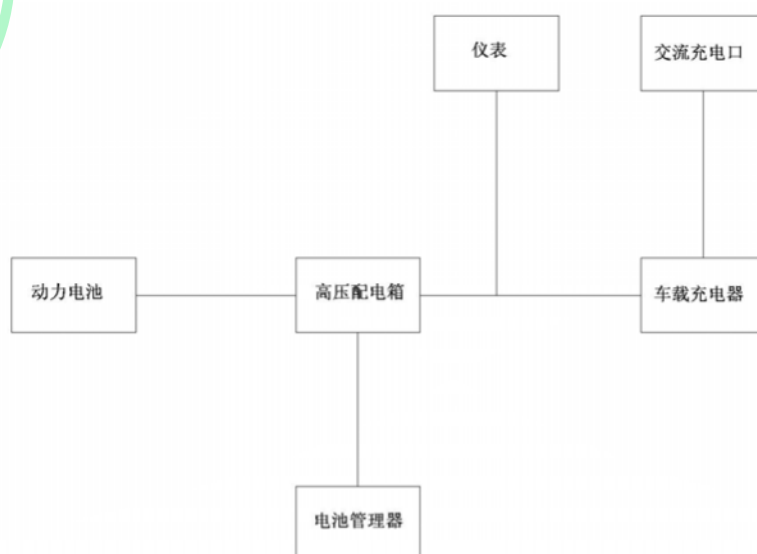 仪表
交流充电口
动力电池
高压配电箱
车载充电器
电池管理器